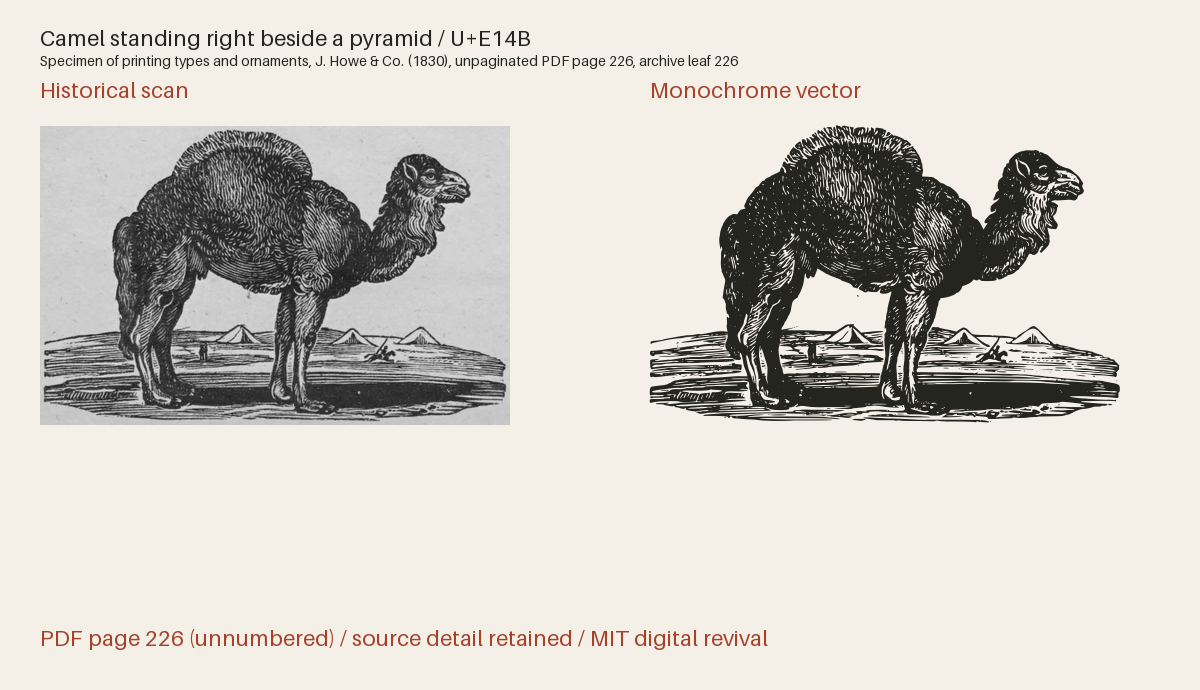 Camel standing right beside a pyramid / U+E14B
Specimen of printing types and ornaments, J. Howe & Co. (1830), unpaginated PDF page 226, archive leaf 226
Historical scan
Monochrome vector
PDF page 226 (unnumbered) / source detail retained / MIT digital revival